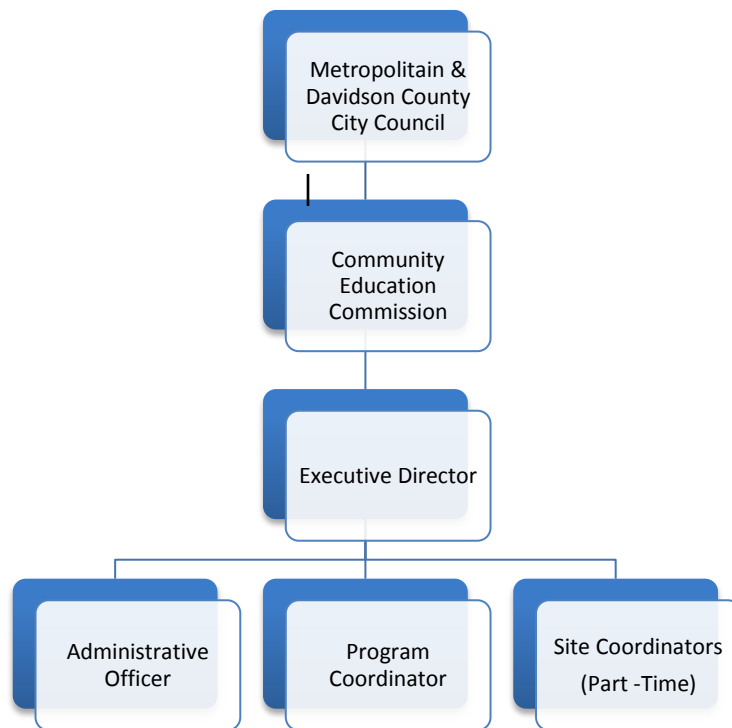 Metropolitain &
Davidson County
City Council
Community
Education
Commission
Executive Director
Administrative
Officer
Program
Coordinator
Site Coordinators
(Part -Time)